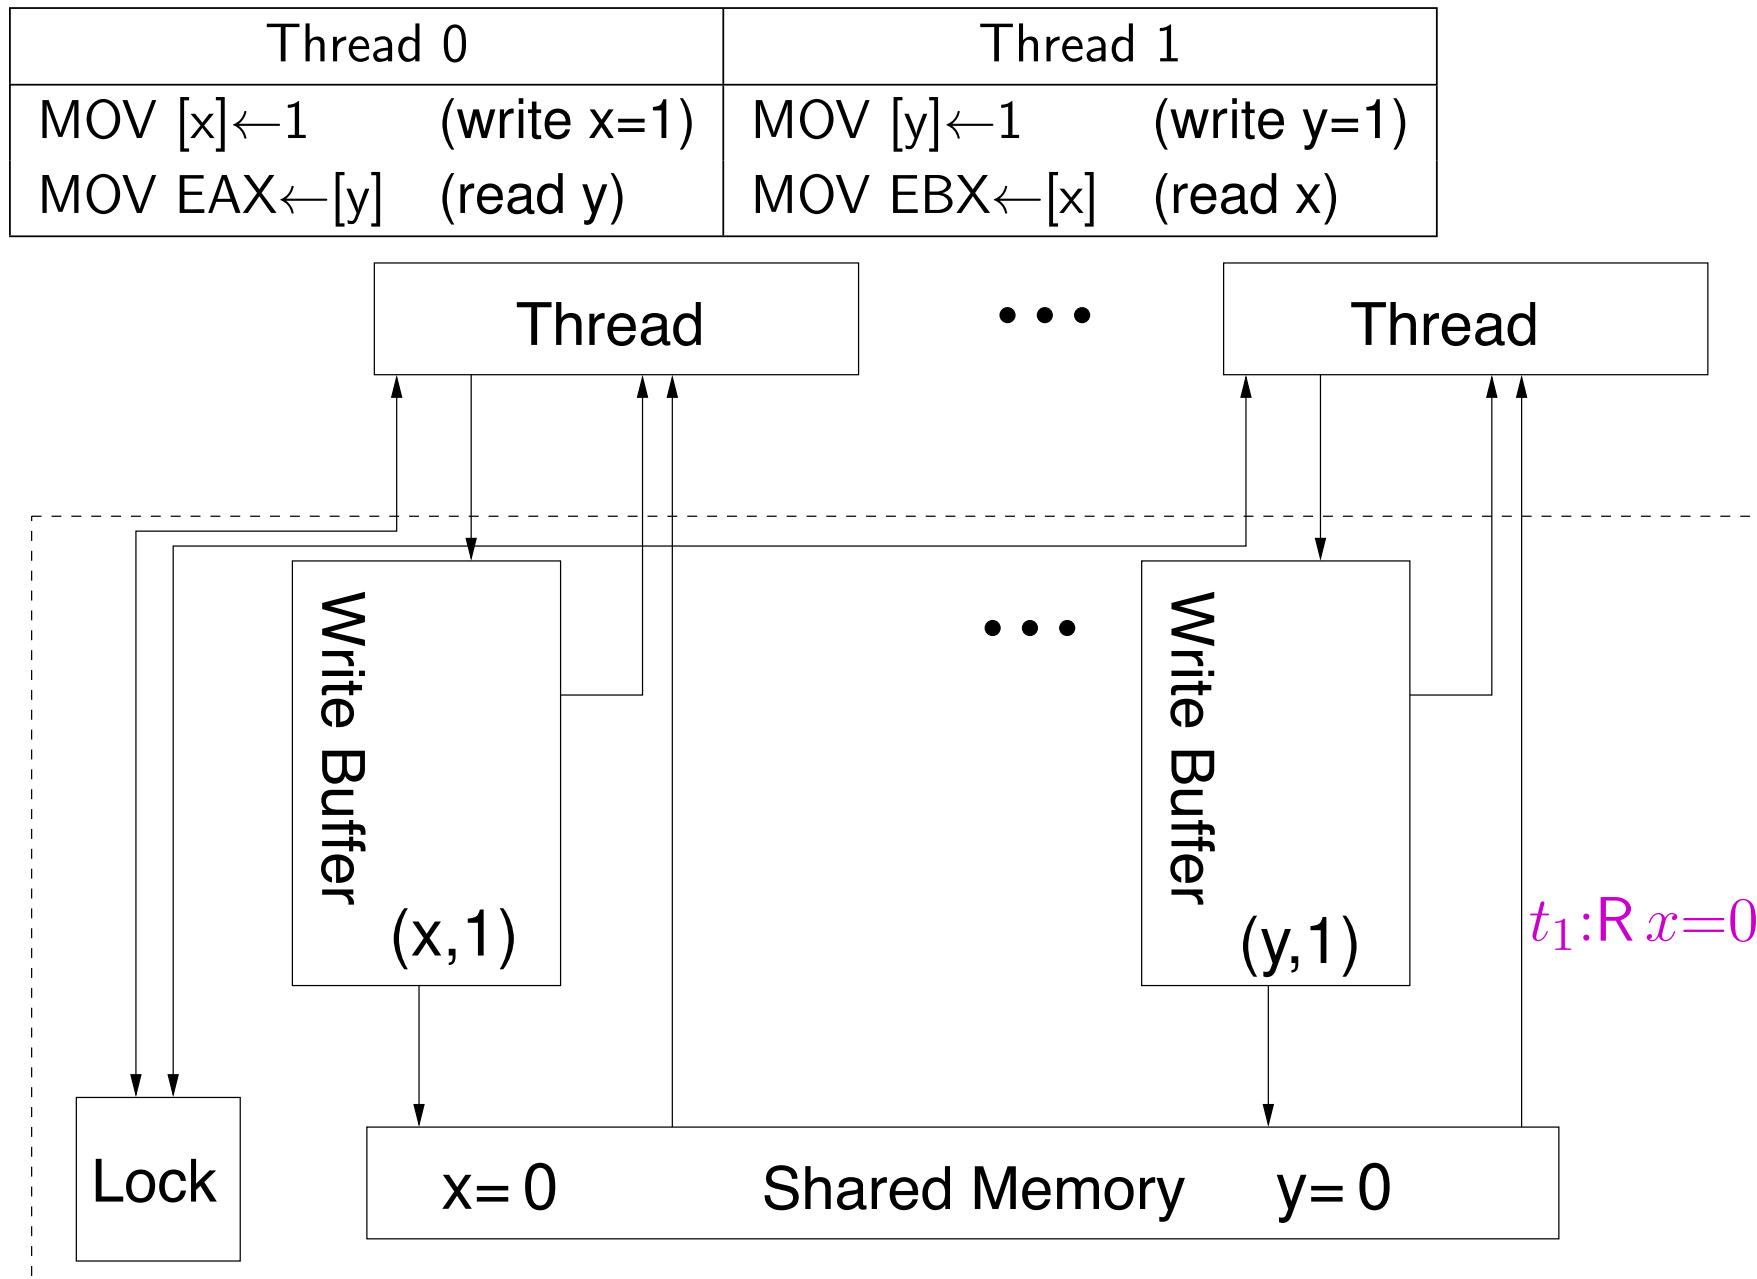 Thread 0 Thread 1
MOV [x]←1 (write x=1) MOV [y]←1 (write y=1)
MOV EAX←[y] (read y) MOV EBX←[x] (read x)
Thread • • • Thread
• • •
Write Buffer
Write Buffer
(x,1) (y,1)
t₁:R x=0
Lock
x= 0 Shared Memory y= 0